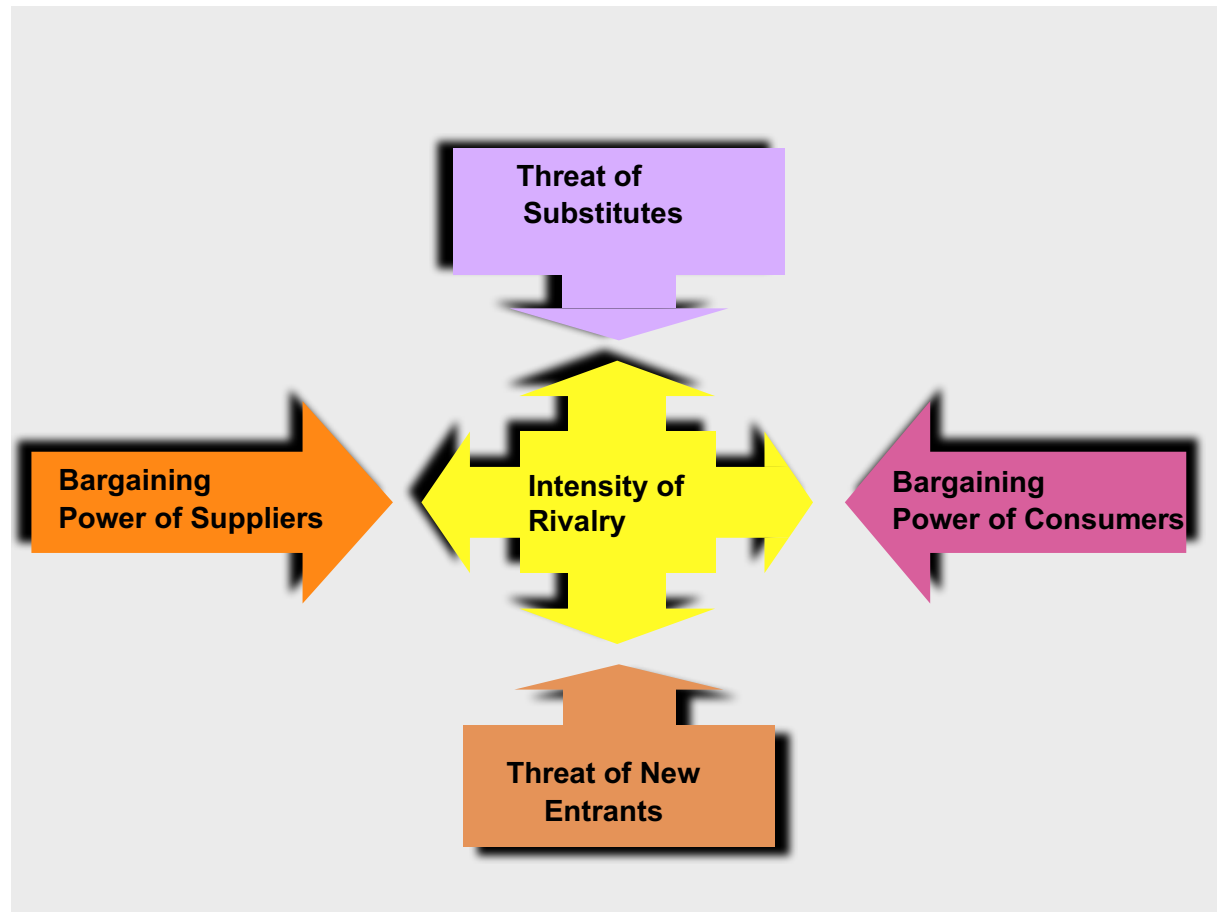 Threat of
Substitutes
Bargaining
Power of Suppliers
Intensity of
Rivalry
Bargaining
Power of Consumers
Threat of New
Entrants